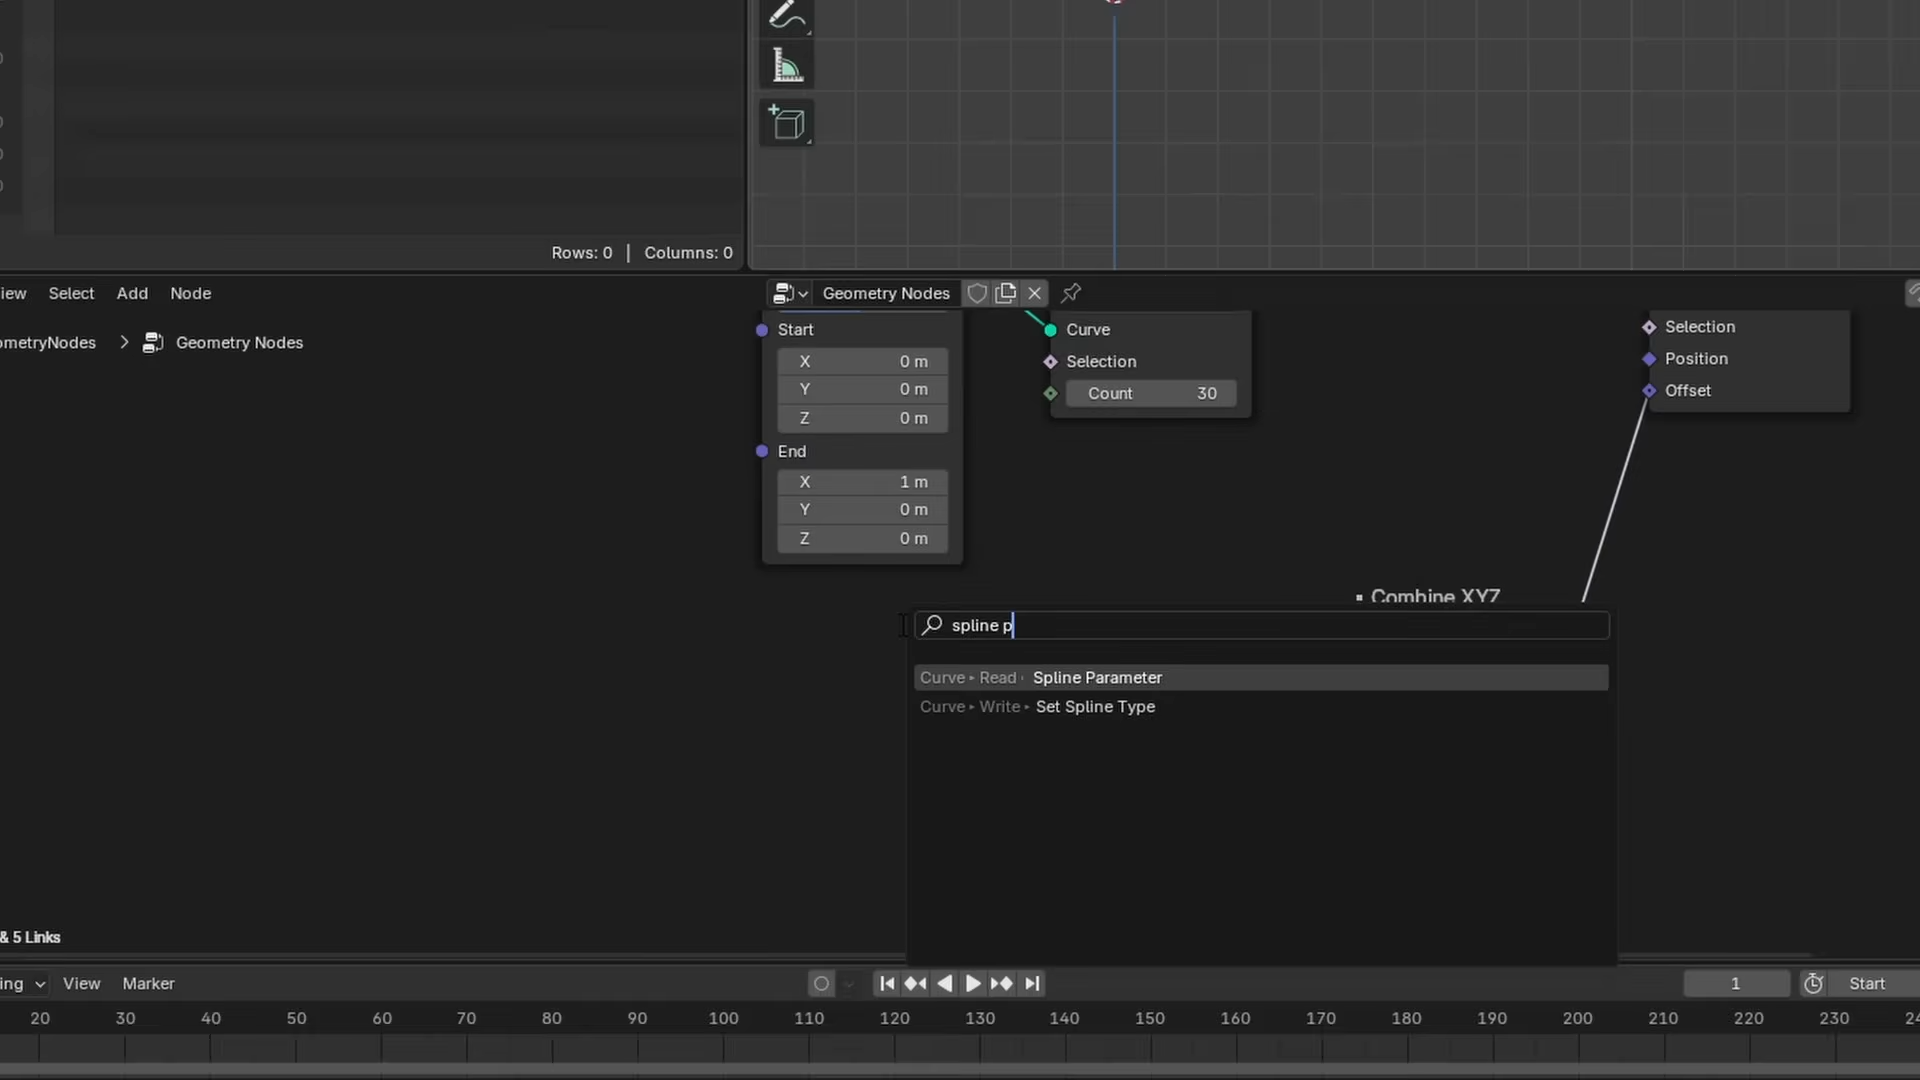 Rows: 0 | Columns: 0
iew Select Add Node
Geometry Nodes
ometryNodes > Geometry Nodes
Start
X 0 m
Y 0 m
Z 0 m
End
X 1 m
Y 0 m
Z 0 m
Curve
Selection
Count 30
Selection
Position
Offset
Combine XYZ
spline p
Curve ▸ Read ▸ Spline Parameter
Curve ▸ Write ▸ Set Spline Type
& 5 Links
ing View Marker
1 Start
20 30 40 50 60 70 80 90 100 110 120 130 140 150 160 170 180 190 200 210 220 230 24